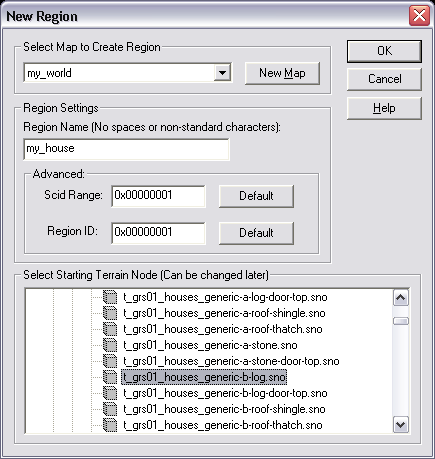 New Region
Select Map to Create Region
my_world
New Map
OK
Cancel
Help
Region Settings
Region Name (No spaces or non-standard characters):
my_house
Advanced:
Scid Range: 0x00000001 Default
Region ID: 0x00000001 Default
Select Starting Terrain Node (Can be changed later)
t_grs01_houses_generic-a-log-door-top.sno
t_grs01_houses_generic-a-roof-shingle.sno
t_grs01_houses_generic-a-roof-thatch.sno
t_grs01_houses_generic-a-stone.sno
t_grs01_houses_generic-a-stone-door-top.sno
t_grs01_houses_generic-b-log.sno
t_grs01_houses_generic-b-log-door-top.sno
t_grs01_houses_generic-b-roof-shingle.sno
t_grs01_houses_generic-b-roof-thatch.sno